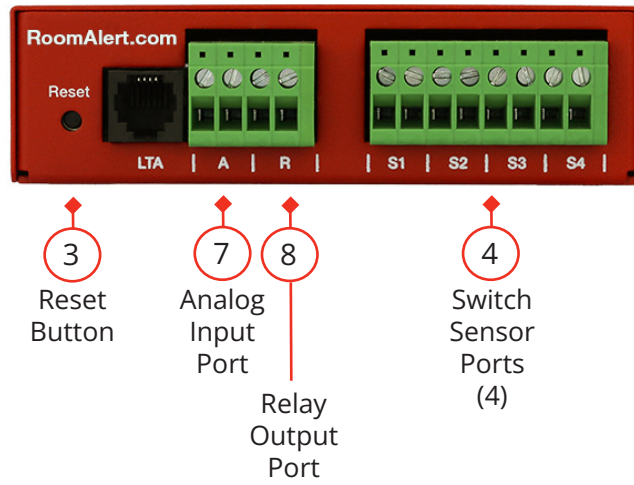 RoomAlert.com
Reset
LTA | A | R | | S1 | S2 | S3 | S4 |
3
7
8
4
Reset
Button
Analog
Input
Port
Switch
Sensor
Ports
(4)
Relay
Output
Port